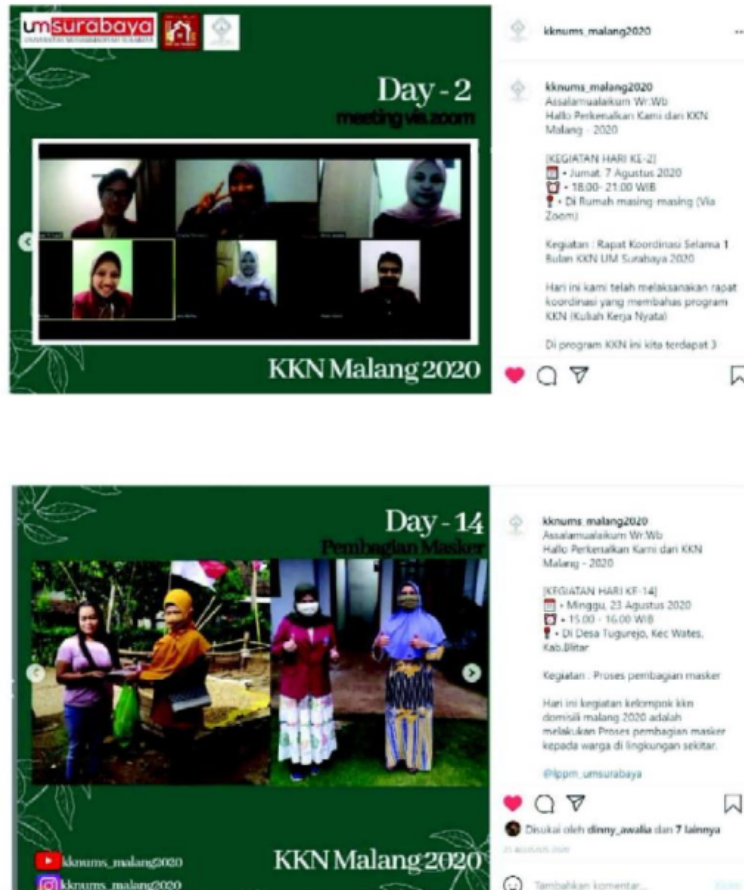 umsurabaya
UNIVERSITAS MUHAMMADIYAH SURABAYA
Day - 2
meeting via zoom
KKN Malang 2020
kknums_malang2020
kknums_malang2020
Assalamualaikum Wr.Wb
Hallo Perkenalkan Kami dari KKN
Malang - 2020
[KEGIATAN HARI KE-2]
• Jumat, 7 Agustus 2020
• 18.00- 21.00 WIB
• Di Rumah masing-masing (Via
Zoom)
Kegiatan : Rapat Koordinasi Selama 1
Bulan KKN UM Surabaya 2020
Hari ini kami telah melaksanakan rapat
koordinasi yang membahas program
KKN (Kuliah Kerja Nyata)
Di program KKN ini kita terdapat 3
Day - 14
Pembagian Masker
kknums_malang2020
kknums_malang2020
KKN Malang 2020
kknums_malang2020
Assalamualaikum Wr.Wb
Hallo Perkenalkan Kami dari KKN
Malang - 2020
[KEGIATAN HARI KE-14]
• Minggu, 23 Agustus 2020
• 15.00 - 16.00 WIB
• Di Desa Tugurejo, Kec Wates,
Kab.Blitar
Kegiatan : Proses pembagian masker
Hari ini kegiatan kelompok kkn
domisili malang 2020 adalah
melakukan Proses pembagian masker
kepada warga di lingkungan sekitar.
@lppm_umsurabaya
Disukai oleh dinny_awalia dan 7 lainnya
Tambahkan komentar...